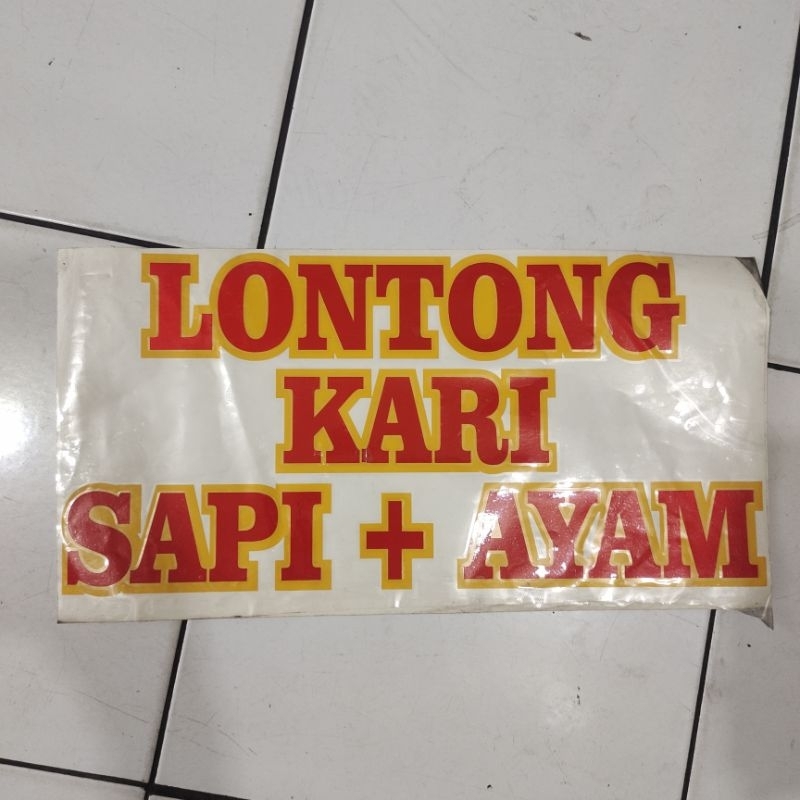 LONTONG
KARI
SAPI + AYAM